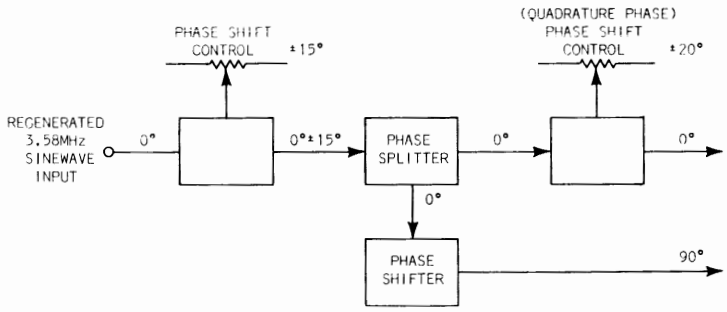 (QUADRATURE PHASE)
PHASE SHIFT
CONTROL
±15°
PHASE SHIFT
CONTROL
±20°
REGENERATED
3.58MHz
SINEWAVE
INPUT
0°
0°±15°
PHASE
SPLITTER
0°
0°
0°
PHASE
SHIFTER
90°